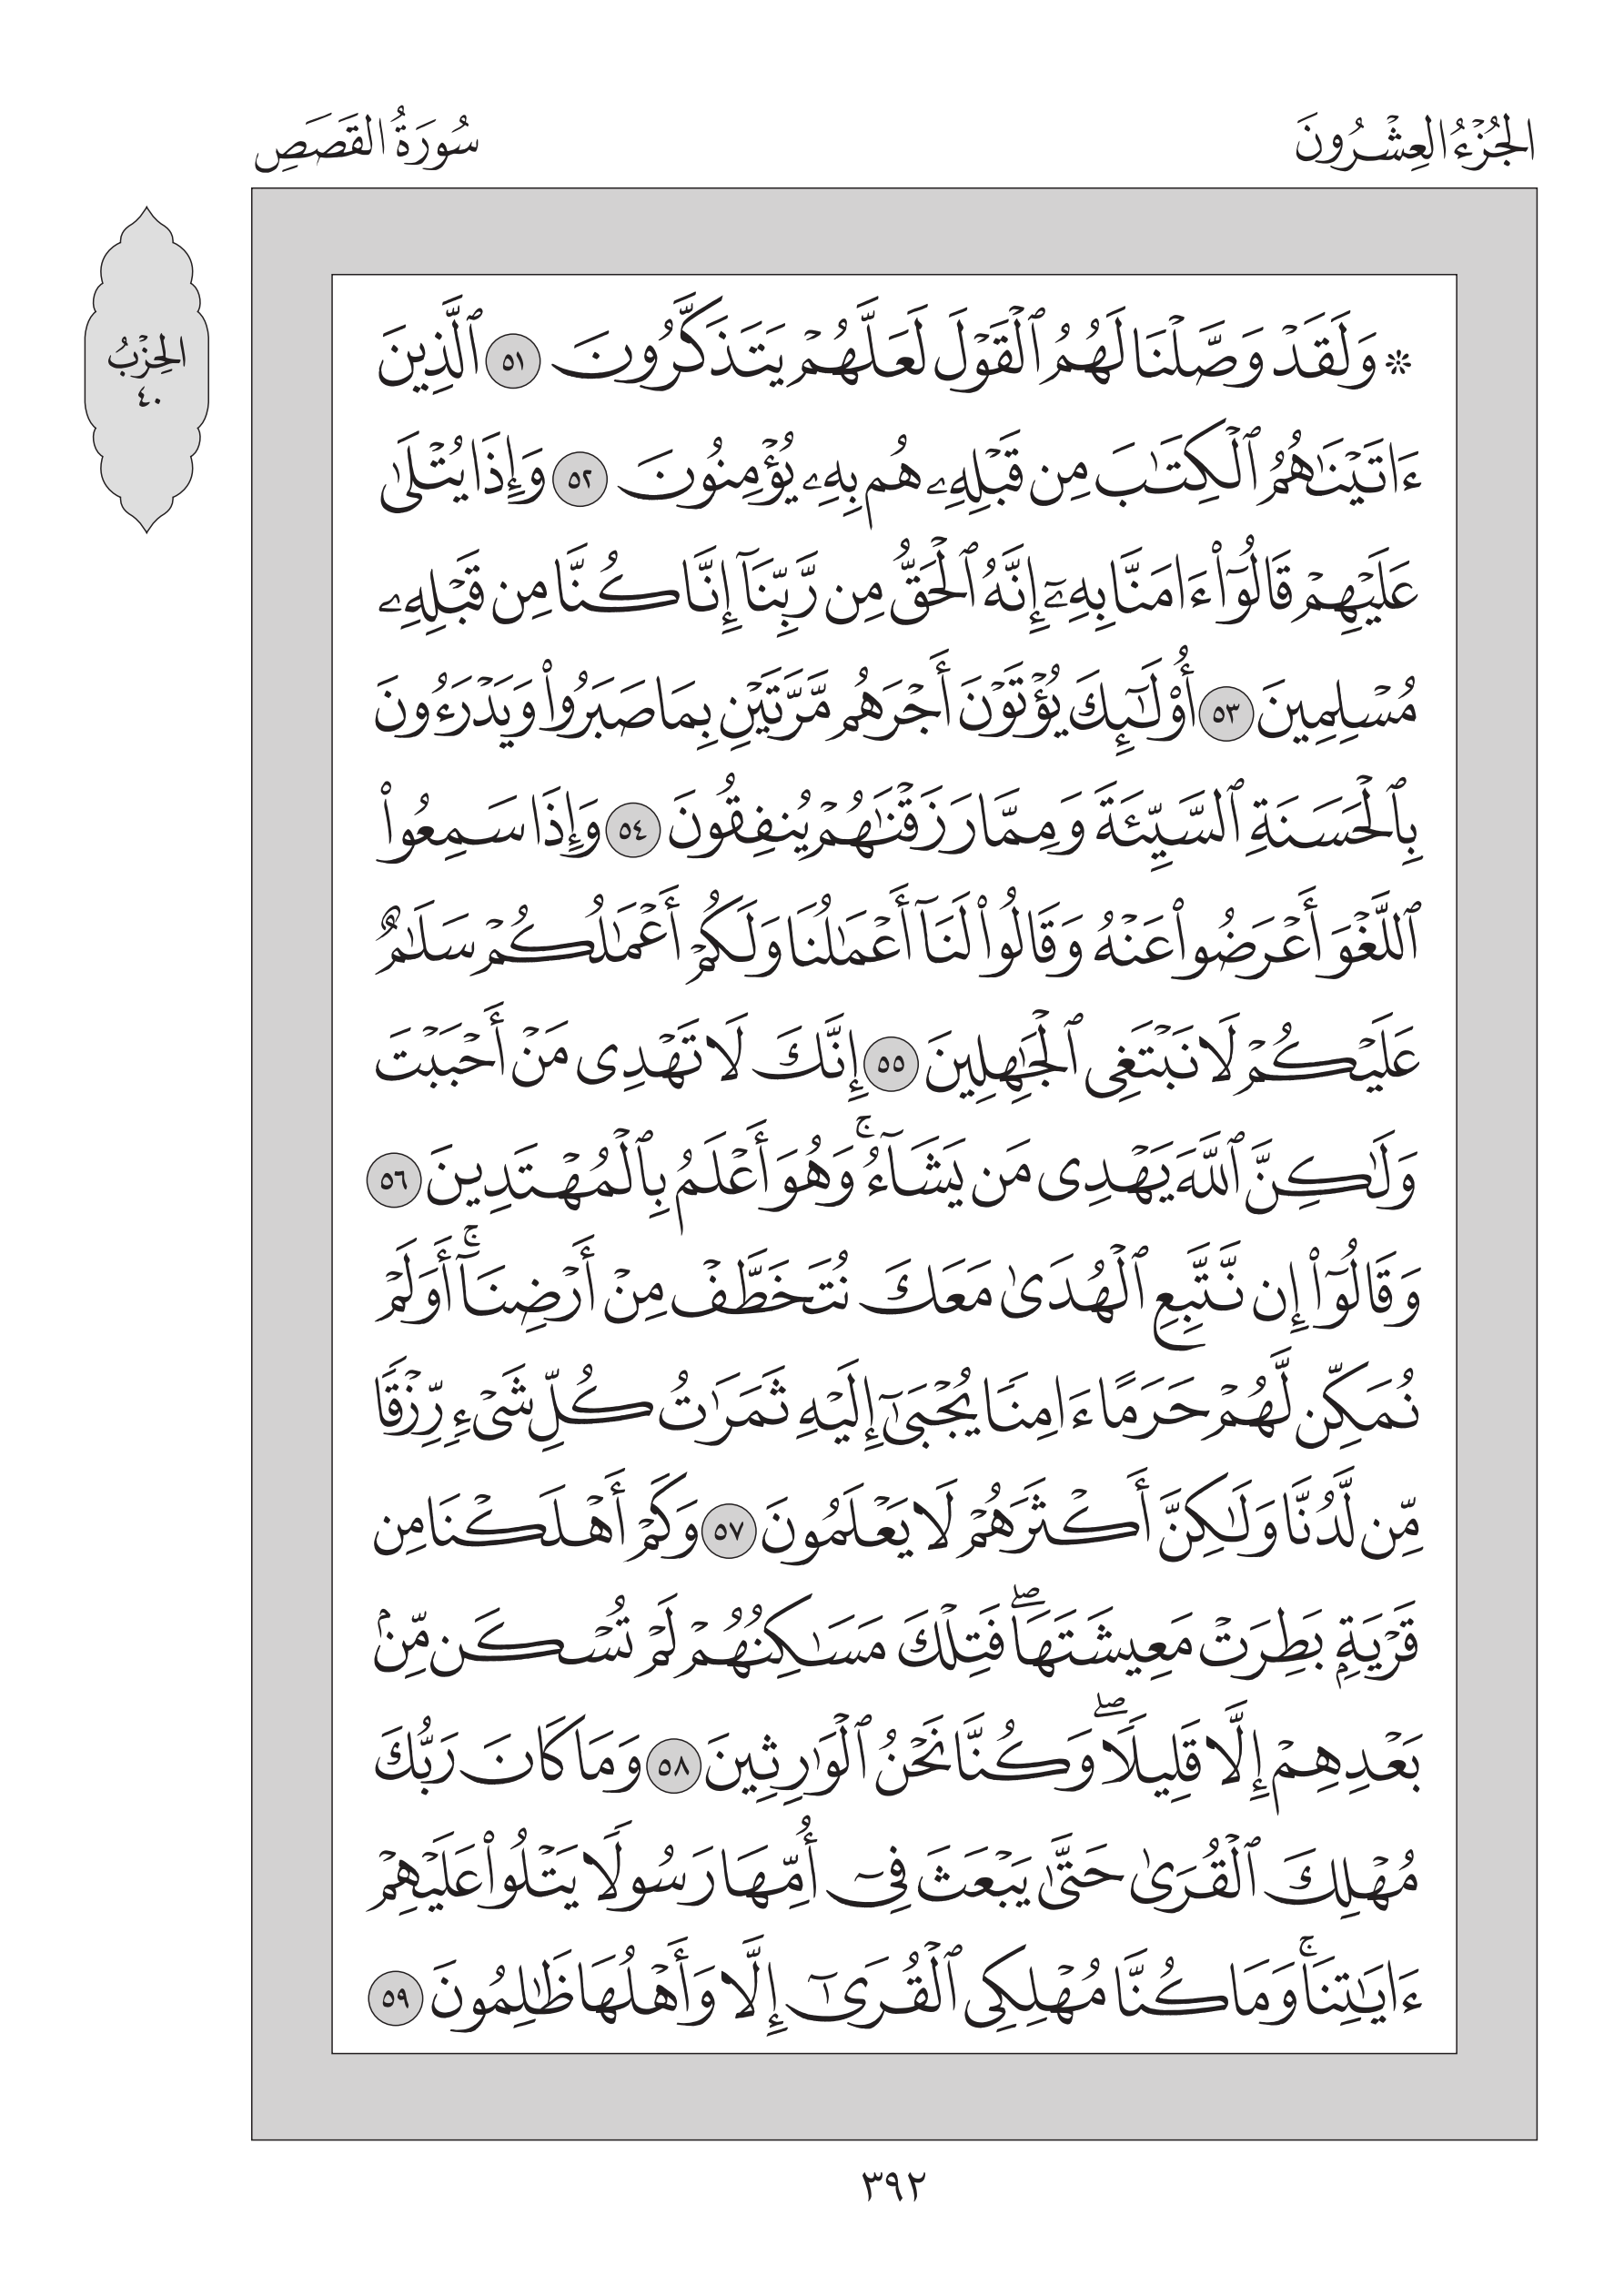 الجُزْءُ العِشْرُونَ
سُورَةُ القَصَصِ
الحِزْبُ
٤٠
۞ وَلَقَدْ وَصَّلْنَا لَهُمُ ٱلْقَوْلَ لَعَلَّهُمْ يَتَذَكَّرُونَ ٥١ ٱلَّذِينَ
ءَاتَيْنَٰهُمُ ٱلْكِتَٰبَ مِن قَبْلِهِۦ هُم بِهِۦ يُؤْمِنُونَ ٥٢ وَإِذَا يُتْلَىٰ
عَلَيْهِمْ قَالُوٓا۟ ءَامَنَّا بِهِۦٓ إِنَّهُ ٱلْحَقُّ مِن رَّبِّنَآ إِنَّا كُنَّا مِن قَبْلِهِۦ
مُسْلِمِينَ ٥٣ أُو۟لَٰٓئِكَ يُؤْتَوْنَ أَجْرَهُم مَّرَّتَيْنِ بِمَا صَبَرُوا۟ وَيَدْرَءُونَ
بِٱلْحَسَنَةِ ٱلسَّيِّئَةَ وَمِمَّا رَزَقْنَٰهُمْ يُنفِقُونَ ٥٤ وَإِذَا سَمِعُوا۟
ٱللَّغْوَ أَعْرَضُوا۟ عَنْهُ وَقَالُوا۟ لَنَآ أَعْمَٰلُنَا وَلَكُمْ أَعْمَٰلُكُمْ سَلَٰمٌ
عَلَيْكُمْ لَا نَبْتَغِى ٱلْجَٰهِلِينَ ٥٥ إِنَّكَ لَا تَهْدِى مَنْ أَحْبَبْتَ
وَلَٰكِنَّ ٱللَّهَ يَهْدِى مَن يَشَآءُ ۚ وَهُوَ أَعْلَمُ بِٱلْمُهْتَدِينَ ٥٦
وَقَالُوٓا۟ إِن نَّتَّبِعِ ٱلْهُدَىٰ مَعَكَ نُتَخَطَّفْ مِنْ أَرْضِنَآ ۚ أَوَلَمْ
نُمَكِّن لَّهُمْ حَرَمًا ءَامِنًا يُجْبَىٰٓ إِلَيْهِ ثَمَرَٰتُ كُلِّ شَىْءٍ رِّزْقًا
مِّن لَّدُنَّا وَلَٰكِنَّ أَكْثَرَهُمْ لَا يَعْلَمُونَ ٥٧ وَكَمْ أَهْلَكْنَا مِن
قَرْيَةٍۭ بَطِرَتْ مَعِيشَتَهَا ۖ فَتِلْكَ مَسَٰكِنُهُمْ لَمْ تُسْكَن مِّنۢ
بَعْدِهِمْ إِلَّا قَلِيلًا ۖ وَكُنَّا نَحْنُ ٱلْوَٰرِثِينَ ٥٨ وَمَا كَانَ رَبُّكَ
مُهْلِكَ ٱلْقُرَىٰ حَتَّىٰ يَبْعَثَ فِىٓ أُمِّهَا رَسُولًا يَتْلُوا۟ عَلَيْهِمْ
ءَايَٰتِنَا ۚ وَمَا كُنَّا مُهْلِكِى ٱلْقُرَىٰٓ إِلَّا وَأَهْلُهَا ظَٰلِمُونَ ٥٩
٣٩٢